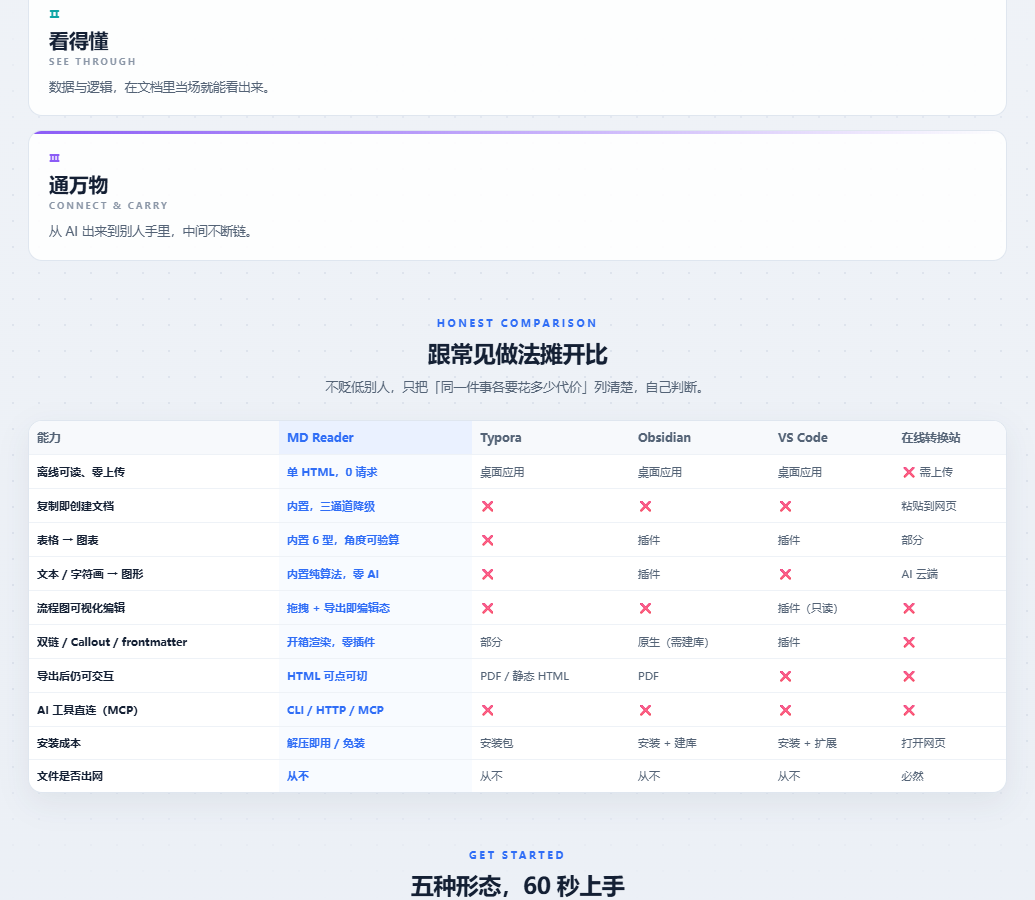 II
看得懂
SEE THROUGH
数据与逻辑，在文档里当场就能看出来。
III
通万物
CONNECT & CARRY
从 AI 出来到别人手里，中间不断链。
HONEST COMPARISON
跟常见做法摊开比
不贬低别人，只把「同一件事各要花多少代价」列清楚，自己判断。
能力 MD Reader Typora Obsidian VS Code 在线转换站
离线可读、零上传 单 HTML，0 请求 桌面应用 桌面应用 桌面应用 ❌ 需上传
复制即创建文档 内置，三通道降级 ❌ ❌ ❌ 粘贴到网页
表格 → 图表 内置 6 型，角度可验算 ❌ 插件 插件 部分
文本 / 字符画 → 图形 内置纯算法，零 AI ❌ 插件 ❌ AI 云端
流程图可视化编辑 拖拽 + 导出即编辑态 ❌ ❌ 插件（只读） ❌
双链 / Callout / frontmatter 开箱渲染，零插件 部分 原生（需建库） 插件 ❌
导出后仍可交互 HTML 可点可切 PDF / 静态 HTML PDF ❌ ❌
AI 工具直连（MCP） CLI / HTTP / MCP ❌ ❌ ❌ ❌
安装成本 解压即用 / 免装 安装包 安装 + 建库 安装 + 扩展 打开网页
文件是否出网 从不 从不 从不 从不 必然
GET STARTED
五种形态，60 秒上手